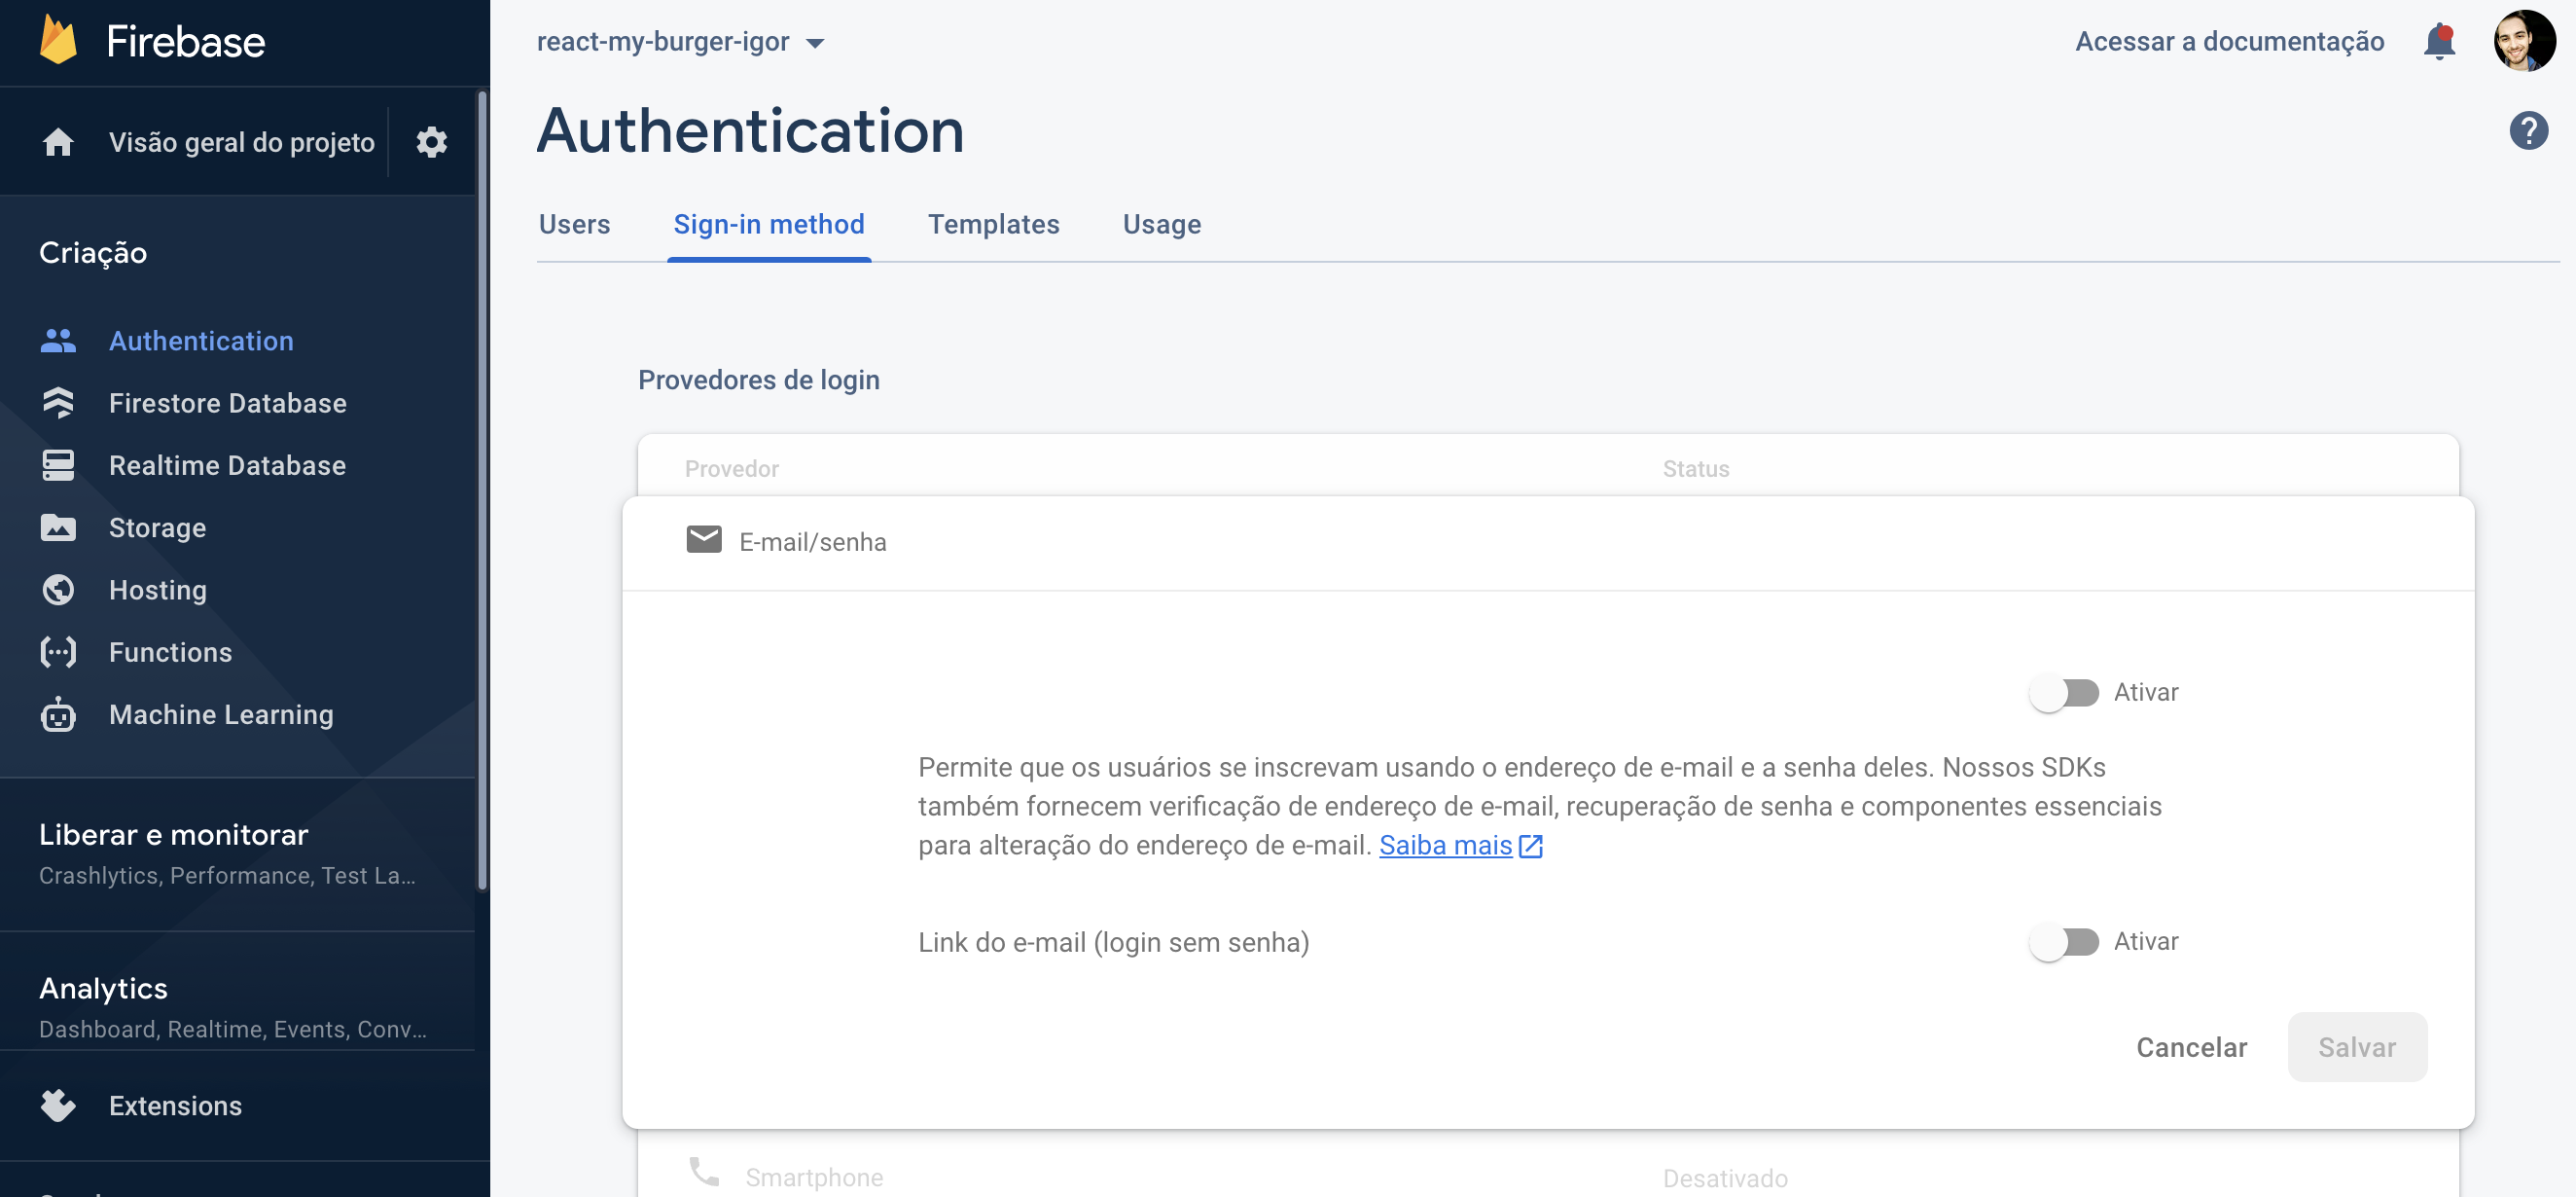 Firebase
Visão geral do projeto
Criação
Authentication
Firestore Database
Realtime Database
Storage
Hosting
Functions
Machine Learning
Liberar e monitorar
Crashlytics, Performance, Test La...
Analytics
Dashboard, Realtime, Events, Conv...
Extensions
react-my-burger-igor
Acessar a documentação
Authentication
Users Sign-in method Templates Usage
Provedores de login
Provedor Status
E-mail/senha
Ativar
Permite que os usuários se inscrevam usando o endereço de e-mail e a senha deles. Nossos SDKs
também fornecem verificação de endereço de e-mail, recuperação de senha e componentes essenciais
para alteração do endereço de e-mail. Saiba mais
Link do e-mail (login sem senha) Ativar
Cancelar Salvar
Smartphone Desativado